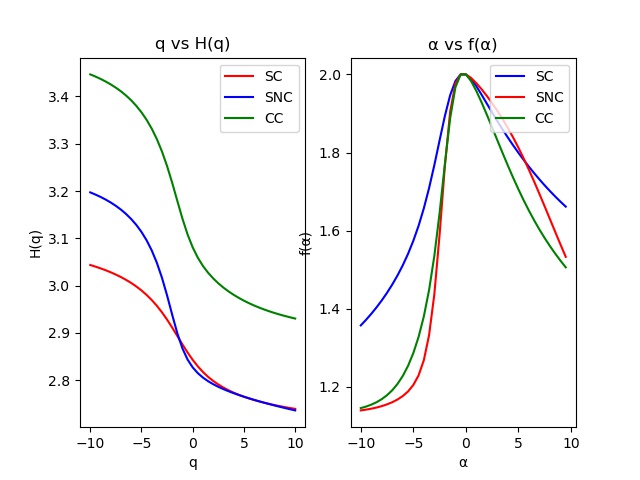 q vs H(q)
H(q)
3.4
3.3
3.2
3.1
3.0
2.9
2.8
−10
−5
0
5
10
q
SC
SNC
CC
α vs f(α)
f(α)
2.0
1.8
1.6
1.4
1.2
−10
−5
0
5
10
α
SC
SNC
CC